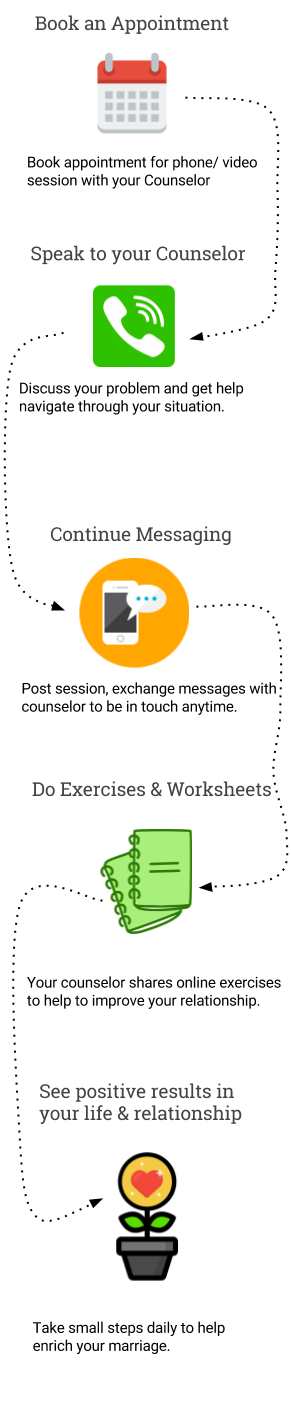 Book an Appointment
Book appointment for phone/ video
session with your Counselor
Speak to your Counselor
Discuss your problem and get help
navigate through your situation.
Continue Messaging
Post session, exchange messages with
counselor to be in touch anytime.
Do Exercises & Worksheets
Your counselor shares online exercises
to help to improve your relationship.
See positive results in
your life & relationship
Take small steps daily to help
enrich your marriage.